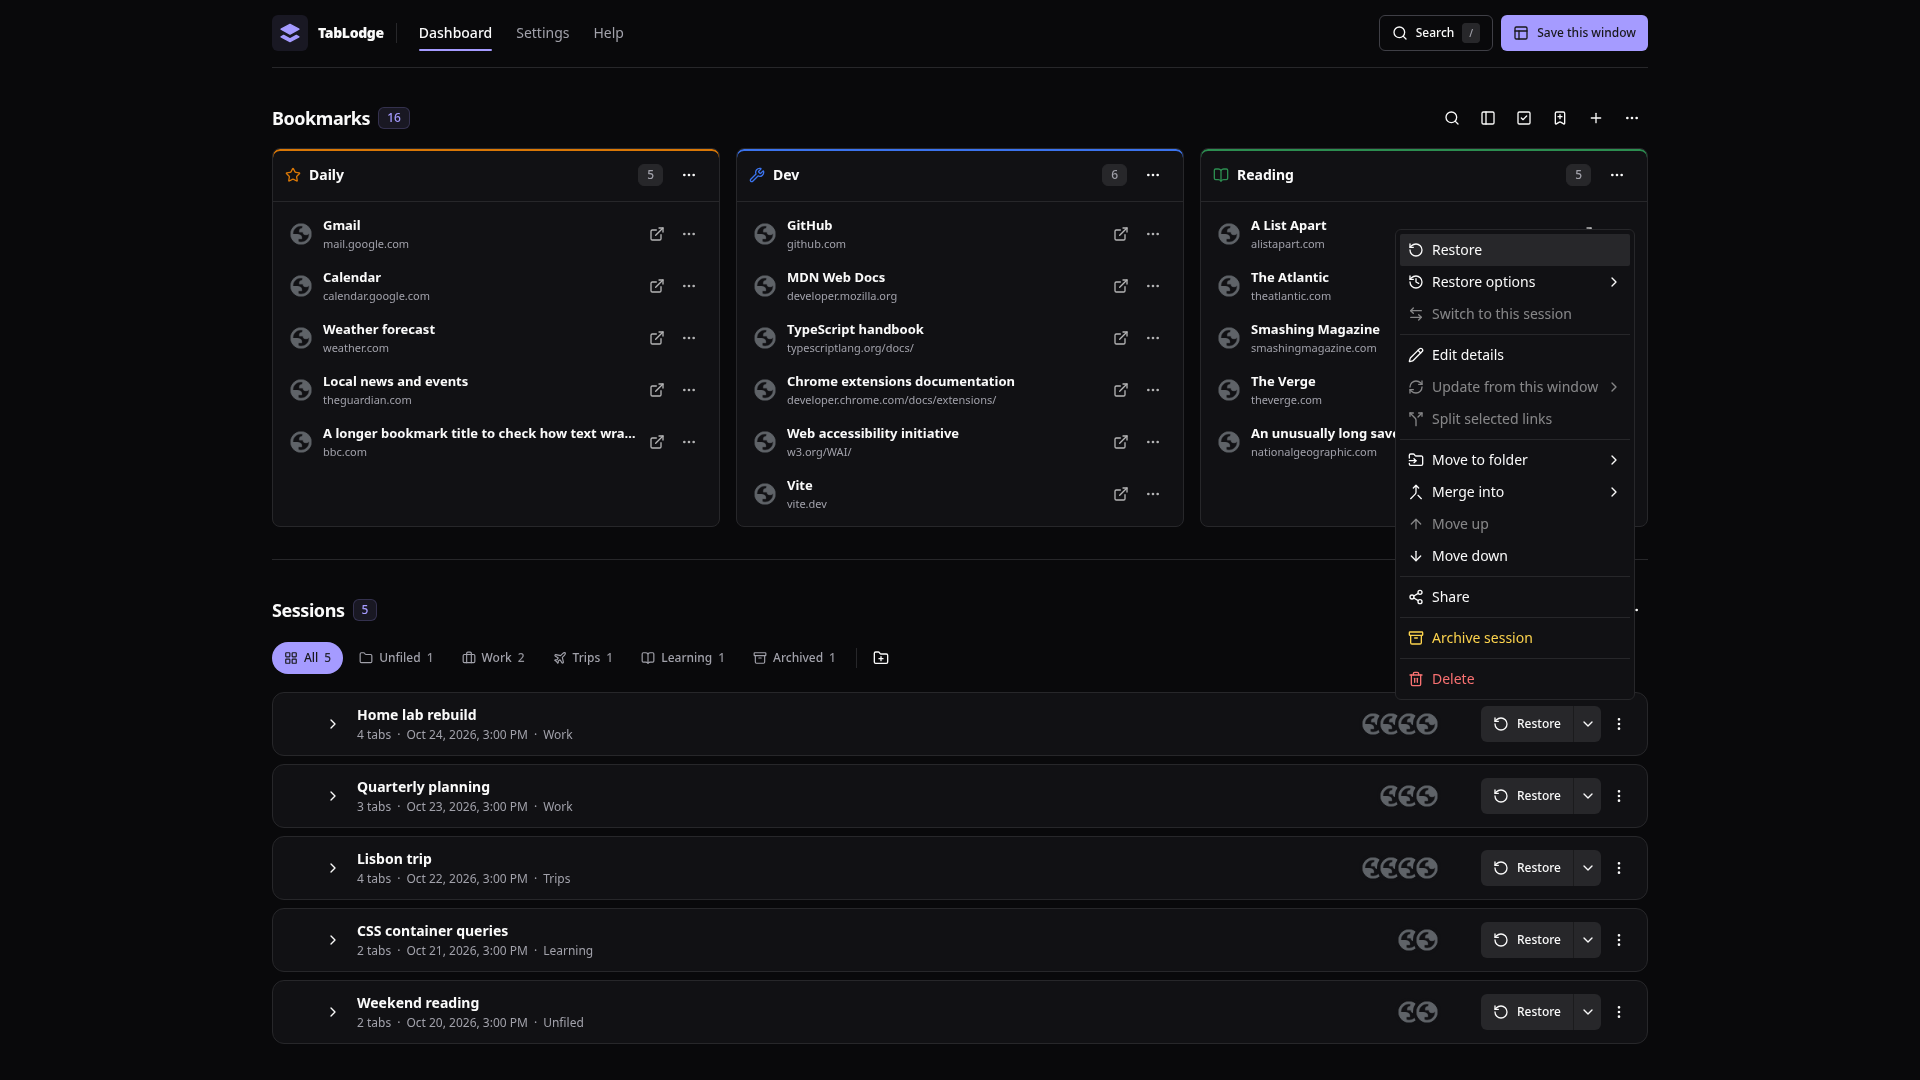 TabLodge
Dashboard
Settings
Help
Search /
Save this window
Bookmarks 16
Daily 5
Gmail
mail.google.com
Calendar
calendar.google.com
Weather forecast
weather.com
Local news and events
theguardian.com
A longer bookmark title to check how text wra...
bbc.com
Dev 6
GitHub
github.com
MDN Web Docs
developer.mozilla.org
TypeScript handbook
typescriptlang.org/docs/
Chrome extensions documentation
developer.chrome.com/docs/extensions/
Web accessibility initiative
w3.org/WAI/
Vite
vite.dev
Reading 5
A List Apart
alistapart.com
The Atlantic
theatlantic.com
Smashing Magazine
smashingmagazine.com
The Verge
theverge.com
An unusually long
nationalgeographic.com
Restore
Restore options
Switch to this session
Edit details
Update from this window
Split selected links
Move to folder
Merge into
Move up
Move down
Share
Archive session
Delete
Sessions 5
All 5
Unfiled 1
Work 2
Trips 1
Learning 1
Archived 1
Home lab rebuild
4 tabs · Oct 24, 2026, 3:00 PM · Work
Restore
Quarterly planning
3 tabs · Oct 23, 2026, 3:00 PM · Work
Restore
Lisbon trip
4 tabs · Oct 22, 2026, 3:00 PM · Trips
Restore
CSS container queries
2 tabs · Oct 21, 2026, 3:00 PM · Learning
Restore
Weekend reading
2 tabs · Oct 20, 2026, 3:00 PM · Unfiled
Restore